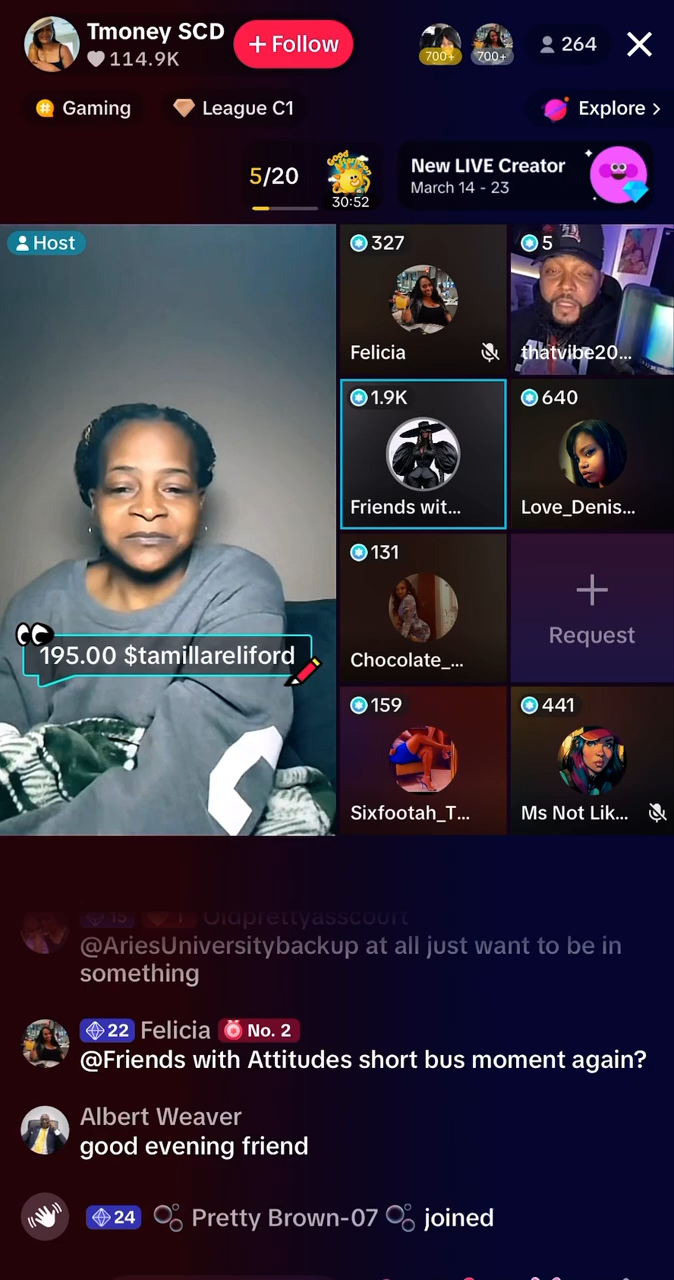 Tmoney SCD
114.9K
+ Follow
700+
700+
264
Gaming
League C1
Explore >
5/20
Good
30:52
New LIVE Creator
March 14 - 23
Host
327
Felicia
5
thatvibe20...
1.9K
Friends wit...
640
Love_Denis...
131
Chocolate_...
Request
195.00 $tamillareliford
159
Sixfootah_T...
441
Ms Not Lik...
15
Oldprettyasscourt
@AriesUniversitybackup at all just want to be in
something
22 Felicia No. 2
@Friends with Attitudes short bus moment again?
Albert Weaver
good evening friend
24 Pretty Brown-07 joined